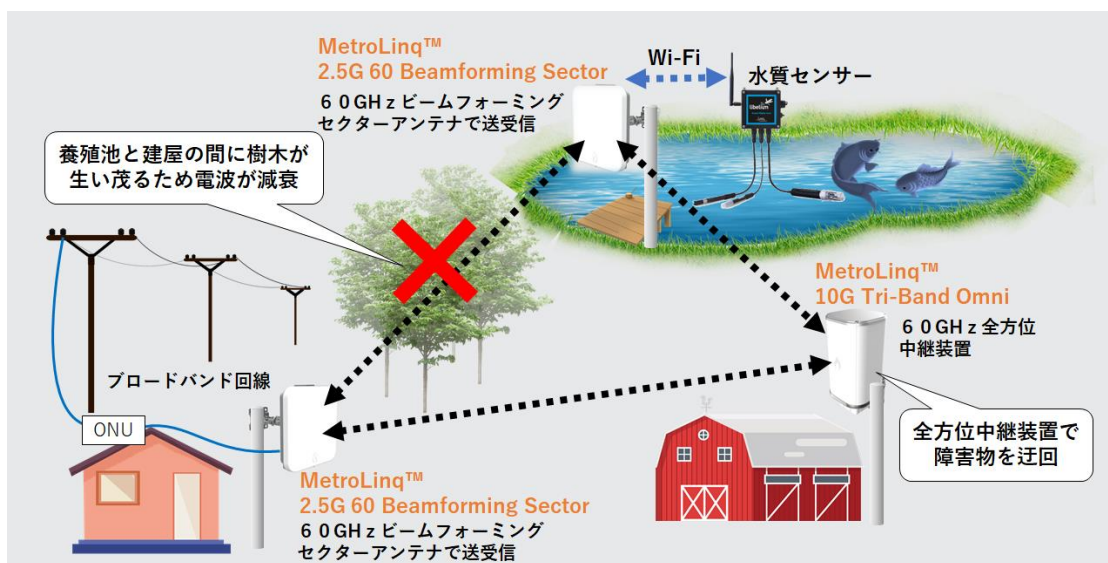 MetroLinq™
2.5G 60 Beamforming Sector
６０GHｚビームフォーミング
セクターアンテナで送受信
Wi-Fi
水質センサー
libelium
養殖池と建屋の間に樹木が
生い茂るため電波が減衰
MetroLinq™
10G Tri-Band Omni
６０GHｚ全方位
中継装置
ブロードバンド回線
ONU
全方位中継装置で
障害物を迂回
MetroLinq™
2.5G 60 Beamforming Sector
６０GHｚビームフォーミング
セクターアンテナで送受信